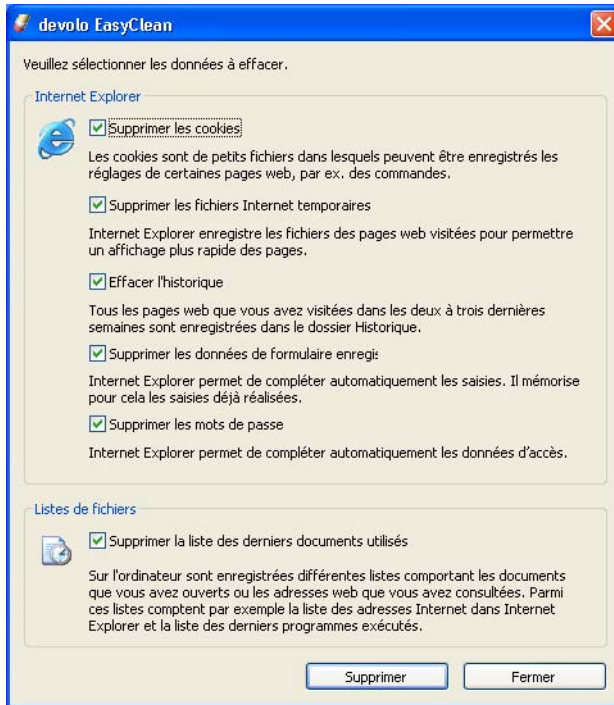 devolo EasyClean
Veuillez sélectionner les données à effacer.
Internet Explorer
Supprimer les cookies
Les cookies sont de petits fichiers dans lesquels peuvent être enregistrés les
réglages de certaines pages web, par ex. des commandes.
Supprimer les fichiers Internet temporaires
Internet Explorer enregistre les fichiers des pages web visitées pour permettre
un affichage plus rapide des pages.
Effacer l'historique
Tous les pages web que vous avez visitées dans les deux à trois dernières
semaines sont enregistrées dans le dossier Historique.
Supprimer les données de formulaire enregis
Internet Explorer permet de compléter automatiquement les saisies. Il mémorise
pour cela les saisies déjà réalisées.
Supprimer les mots de passe
Internet Explorer permet de compléter automatiquement les données d'accès.
Listes de fichiers
Supprimer la liste des derniers documents utilisés
Sur l'ordinateur sont enregistrées différentes listes comportant les documents
que vous avez ouverts ou les adresses web que vous avez consultées. Parmi
ces listes comptent par exemple la liste des adresses Internet dans Internet
Explorer et la liste des derniers programmes exécutés.
Supprimer
Fermer